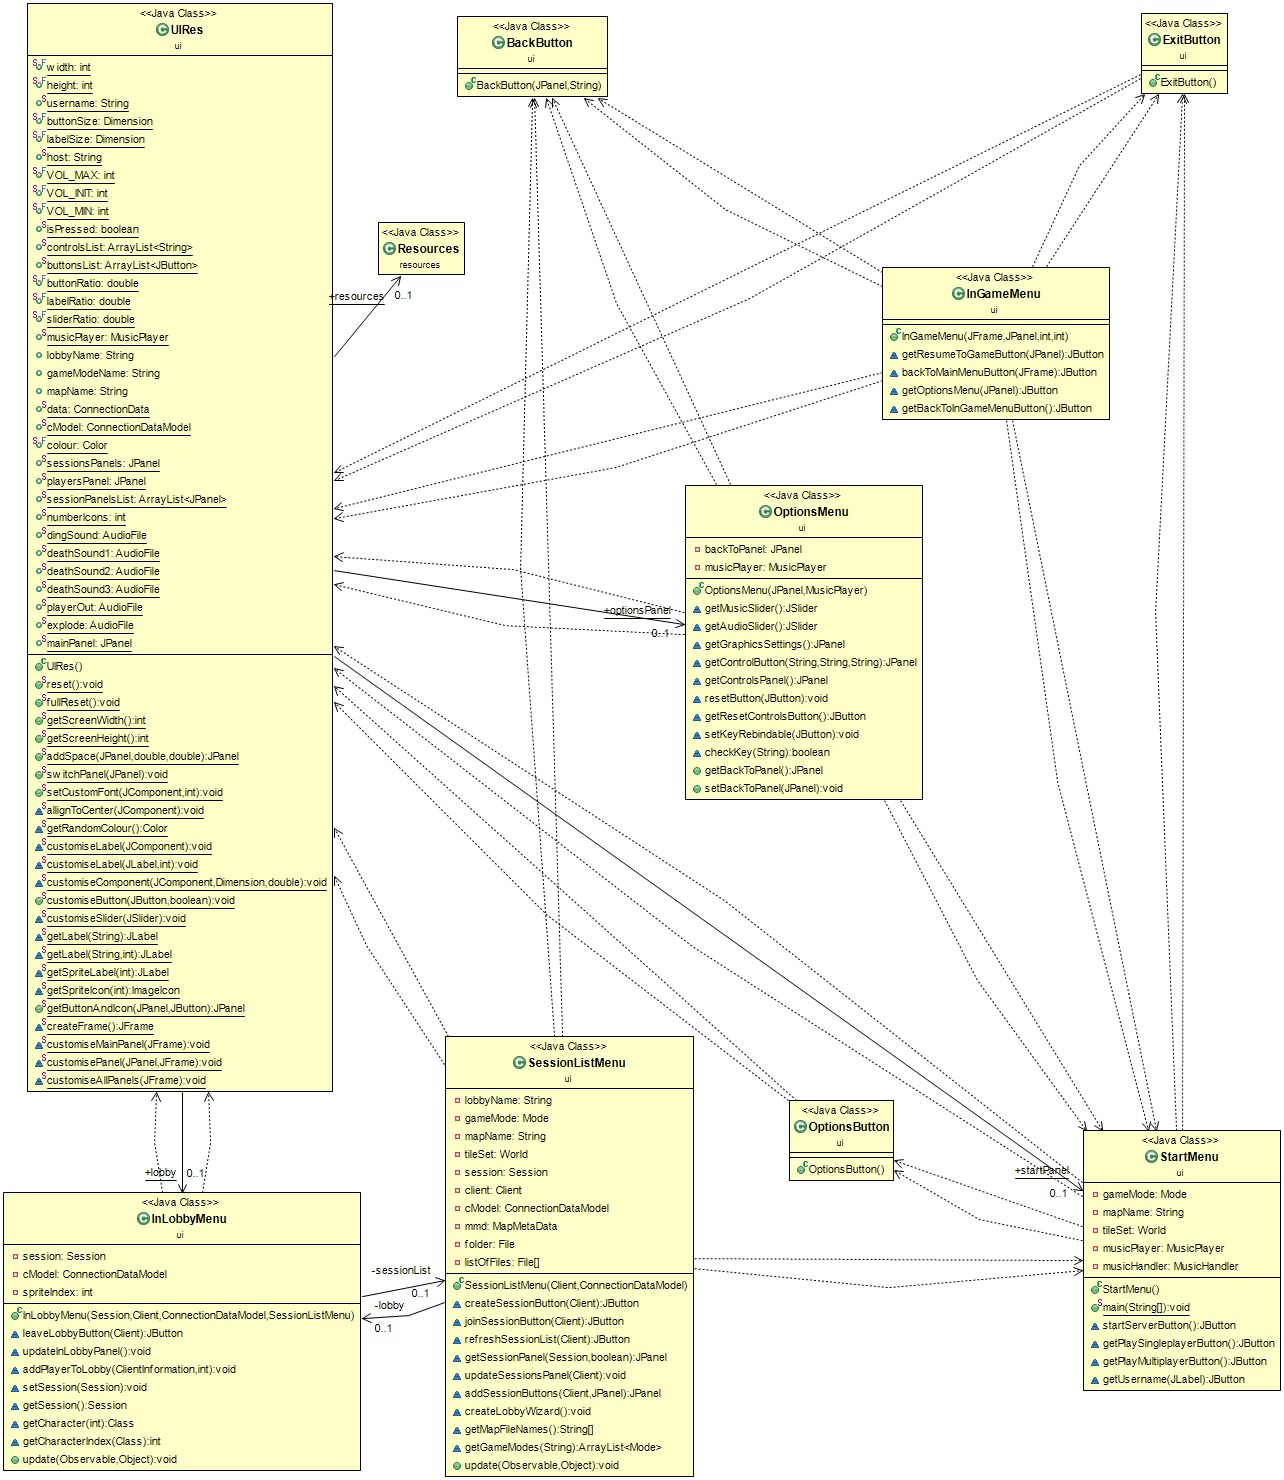 <<Java Class>>
UIRes
ui
width: int
height: int
username: String
buttonSize: Dimension
labelSize: Dimension
host: String
VOL_MAX: int
VOL_INIT: int
VOL_MIN: int
isPressed: boolean
controlsList: ArrayList<String>
buttonsList: ArrayList<JButton>
buttonRatio: double
labelRatio: double
sliderRatio: double
musicPlayer: MusicPlayer
lobbyName: String
gameModeName: String
mapName: String
data: ConnectionData
cModel: ConnectionDataModel
colour: Color
sessionsPanels: JPanel
playersPanel: JPanel
sessionPanelsList: ArrayList<JPanel>
numberIcons: int
dingSound: AudioFile
deathSound1: AudioFile
deathSound2: AudioFile
deathSound3: AudioFile
playerOut: AudioFile
explode: AudioFile
mainPanel: JPanel
UIRes()
reset():void
fullReset():void
getScreenWidth():int
getScreenHeight():int
addSpace(JPanel,double,double):JPanel
switchPanel(JPanel):void
setCustomFont(JComponent,int):void
allignToCenter(JComponent):void
getRandomColour():Color
customiseLabel(JComponent):void
customiseLabel(JLabel,int):void
customiseComponent(JComponent,Dimension,double):void
customiseButton(JButton,boolean):void
customiseSlider(JSlider):void
getLabel(String):JLabel
getLabel(String,int):JLabel
getSpriteLabel(int):JLabel
getSpriteIcon(int):ImageIcon
getButtonAndIcon(JPanel,JButton):JPanel
createFrame():JFrame
customiseMainPanel(JFrame):void
customisePanel(JPanel,JFrame):void
customiseAllPanels(JFrame):void
<<Java Class>>
BackButton
ui
BackButton(JPanel,String)
<<Java Class>>
ExitButton
ui
ExitButton()
<<Java Class>>
Resources
resources
+resources
0..1
<<Java Class>>
InGameMenu
ui
InGameMenu(JFrame,JPanel,int,int)
getResumeToGameButton(JPanel):JButton
backToMainMenuButton(JFrame):JButton
getOptionsMenu(JPanel):JButton
getBackToInGameMenuButton():JButton
<<Java Class>>
OptionsMenu
ui
backToPanel: JPanel
musicPlayer: MusicPlayer
OptionsMenu(JPanel,MusicPlayer)
getMusicSlider():JSlider
getAudioSlider():JSlider
getGraphicsSettings():JPanel
getControlButton(String,String,String):JPanel
getControlsPanel():JPanel
resetButton(JButton):void
getResetControlsButton():JButton
setKeyRebindable(JButton):void
checkKey(String):boolean
getBackToPanel():JPanel
setBackToPanel(JPanel):void
+optionsPanel
0..1
<<Java Class>>
SessionListMenu
ui
lobbyName: String
gameMode: Mode
mapName: String
tileSet: World
session: Session
client: Client
cModel: ConnectionDataModel
mmd: MapMetaData
folder: File
listOfFiles: File[]
SessionListMenu(Client,ConnectionDataModel)
createSessionButton(Client):JButton
joinSessionButton(Client):JButton
refreshSessionList(Client):JButton
getSessionPanel(Session,boolean):JPanel
updateSessionsPanel(Client):void
addSessionButtons(Client,JPanel):JPanel
createLobbyWizard():void
getMapFileNames():String[]
getGameModes(String):ArrayList<Mode>
update(Observable,Object):void
<<Java Class>>
OptionsButton
ui
OptionsButton()
<<Java Class>>
StartMenu
ui
gameMode: Mode
mapName: String
tileSet: World
musicPlayer: MusicPlayer
musicHandler: MusicHandler
StartMenu()
main(String[]):void
startServerButton():JButton
getPlaySingleplayerButton():JButton
getPlayMultiplayerButton():JButton
getUsername(JLabel):JButton
+startPanel
0..1
+lobby
0..1
<<Java Class>>
InLobbyMenu
ui
session: Session
cModel: ConnectionDataModel
spriteIndex: int
InLobbyMenu(Session,Client,ConnectionDataModel,SessionListMenu)
leaveLobbyButton(Client):JButton
updateInLobbyPanel():void
addPlayerToLobby(ClientInformation,int):void
setSession(Session):void
getSession():Session
getCharacter(int):Class
getCharacterIndex(Class):int
update(Observable,Object):void
-sessionList
0..1
-lobby
0..1